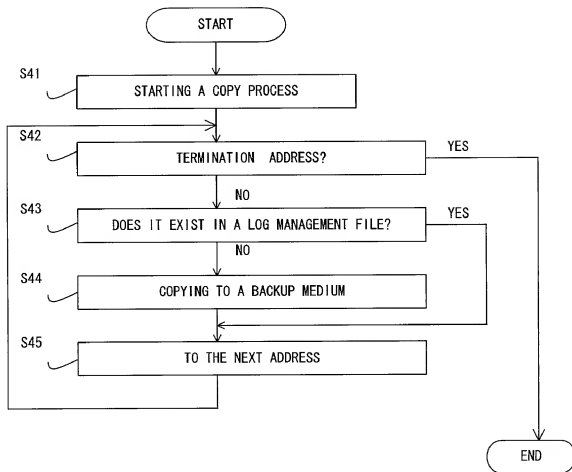 START
S41
STARTING A COPY PROCESS
S42
TERMINATION ADDRESS?
YES
NO
S43
DOES IT EXIST IN A LOG MANAGEMENT FILE?
YES
NO
S44
COPYING TO A BACKUP MEDIUM
S45
TO THE NEXT ADDRESS
END